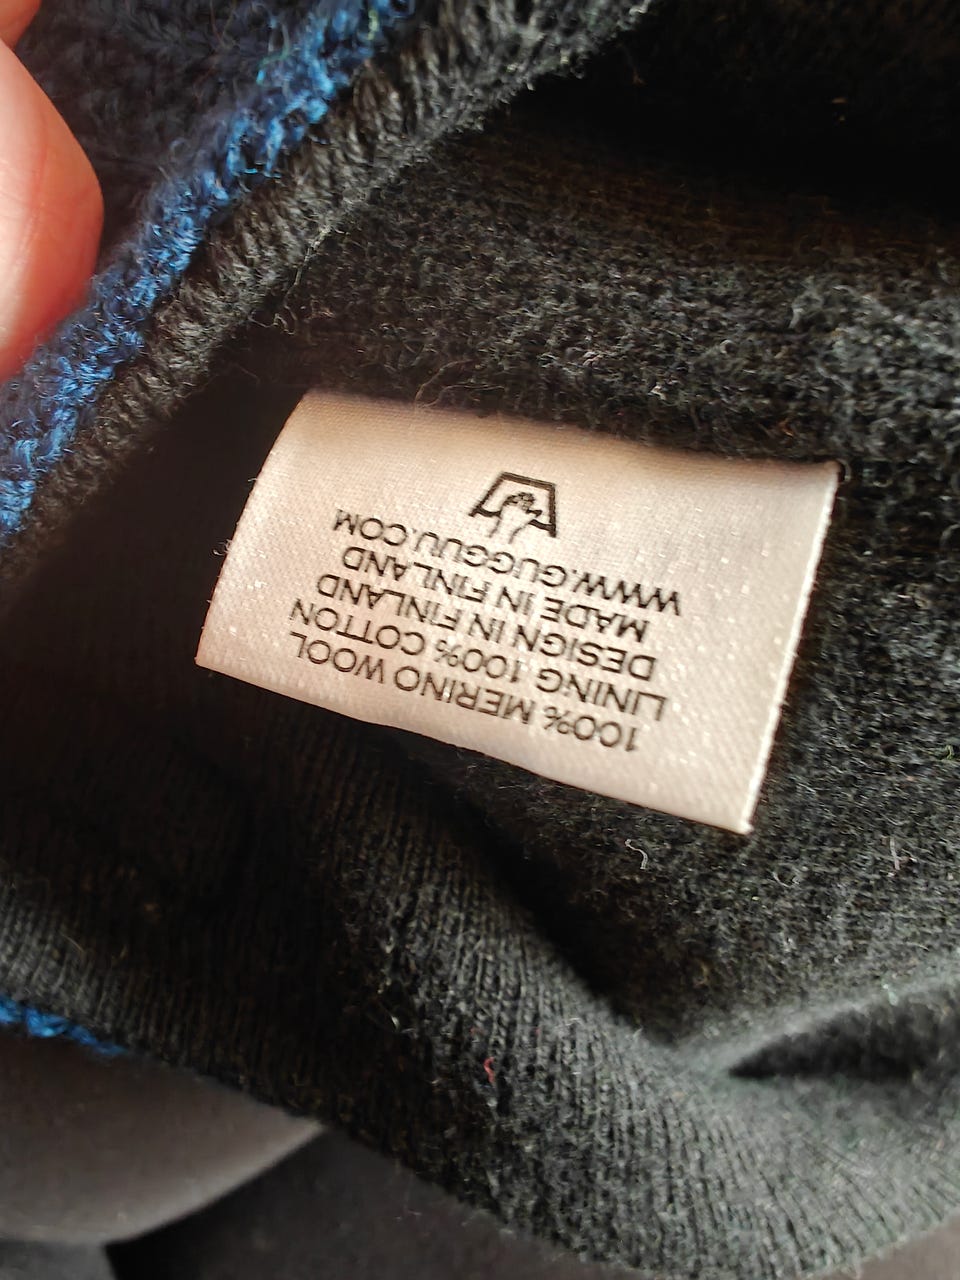 100% MERINO WOOL
LINING 100% COTTON
DESIGN IN FINLAND
MADE IN FINLAND
WWW.GUGGUU.COM